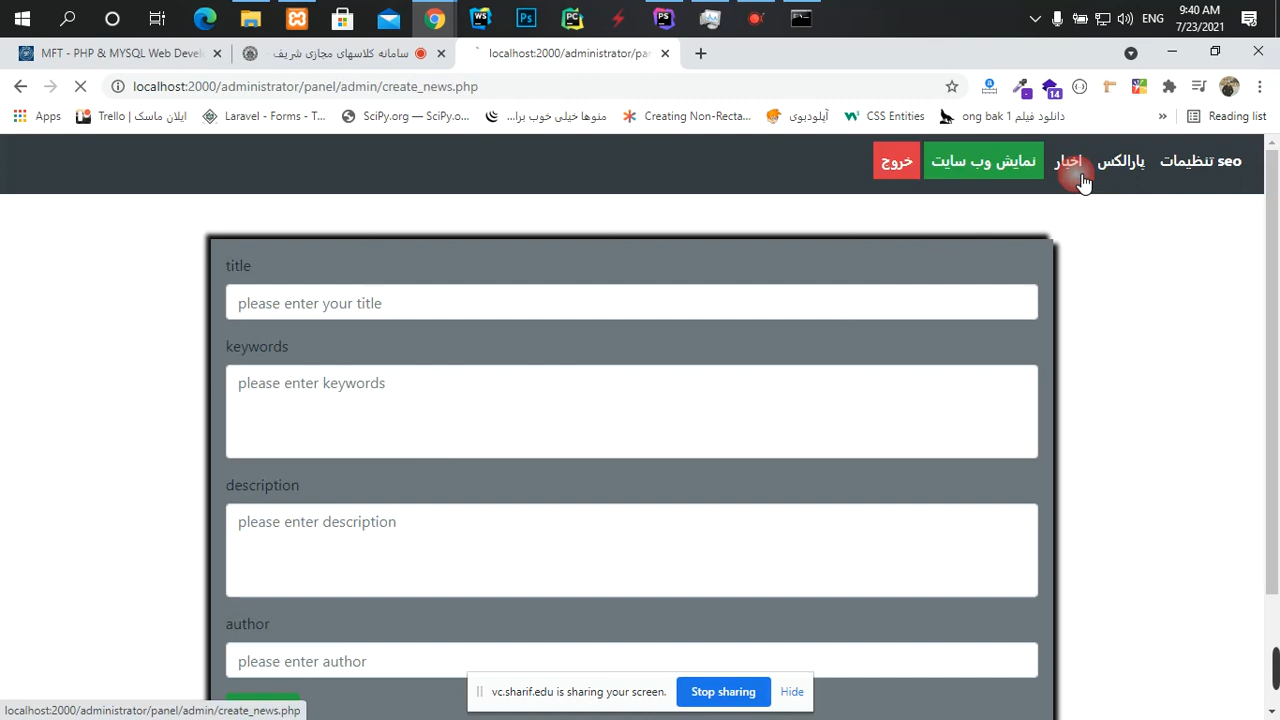 ENG
9:40 AM
7/23/2021
MFT - PHP & MYSQL Web Devel
سامانه کلاسهای مجازی شریف
localhost:2000/administrator/pa
localhost:2000/administrator/panel/admin/create_news.php
Apps
Trello | ایلان ماسک
Laravel - Forms - T...
SciPy.org — SciPy.o...
منوها خیلی خوب برا...
Creating Non-Recta...
آپلودبوی
CSS Entities
دانلود فیلم ong bak 1
»
Reading list
seo تنظیمات
پارالکس
اخبار
نمایش وب سایت
خروج
title
please enter your title
keywords
please enter keywords
description
please enter description
author
please enter author
vc.sharif.edu is sharing your screen.
Stop sharing
Hide
localhost:2000/administrator/panel/admin/create_news.php